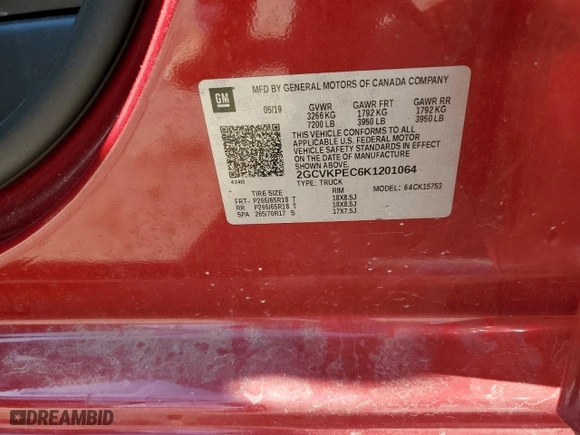 MFD BY GENERAL MOTORS OF CANADA COMPANY
GM
05/19 GVWR GAWR FRT GAWR RR
3266 KG 1792 KG 1792 KG
7200 LB 3950 LB 3950 LB
THIS VEHICLE CONFORMS TO ALL
APPLICABLE U.S. FEDERAL MOTOR
VEHICLE SAFETY STANDARDS IN EFFECT
ON THE DATE OF MANUFACTURE
SHOWN ABOVE.
2GCVKPEC6K1201064
TYPE: TRUCK MODEL: 64CK15753
434B
TIRE SIZE RIM
FRT- P265/65R18 T 18X8.5J
RR P265/65R18 T 18X8.5J
SPA 265/70R17 S 17X7.5J
DREAMBID